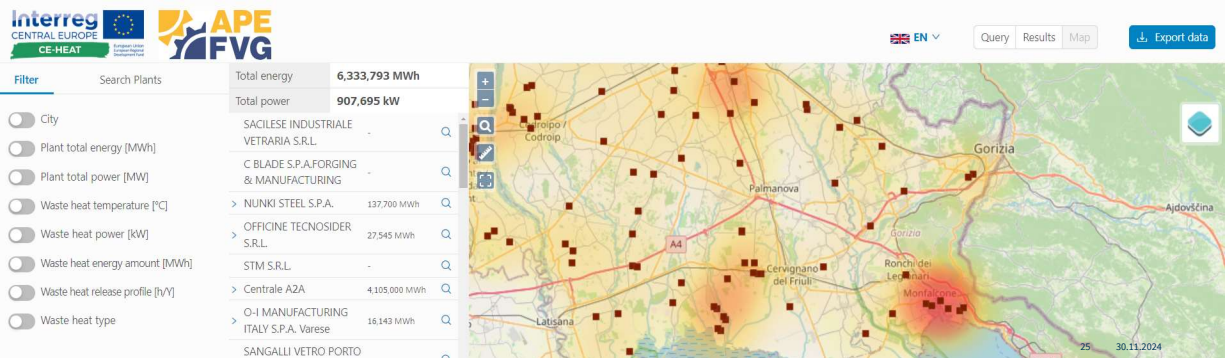 Interreg
CENTRAL EUROPE
European Union
European Regional
Development Fund
CE-HEAT
APE
FVG
EN
Query
Results
Map
Export data
Filter
Search Plants
City
Plant total energy [MWh]
Plant total power [MW]
Waste heat temperature [°C]
Waste heat power [kW]
Waste heat energy amount [MWh]
Waste heat release profile [h/Y]
Waste heat type
Total energy 6,333,793 MWh
Total power 907,695 kW
SACILESE INDUSTRIALE
VETRARIA S.R.L. -
C BLADE S.P.A.FORGING
& MANUFACTURING -
> NUNKI STEEL S.P.A. 137,700 MWh
> OFFICINE TECNOSIDER
S.R.L. 27,545 MWh
STM S.R.L. -
> Centrale A2A 4,105,000 MWh
> O-I MANUFACTURING
ITALY S.P.A. Varese 16,143 MWh
SANGALLI VETRO PORTO
+
−
Codroipo /
Codroip
Gorizia
Palmanova
Ajdovščina
Gorizia
A4
Cervignano
del Friuli
Ronchi dei
Legionari
Monfalcone
Latisana
25
30.11.2024